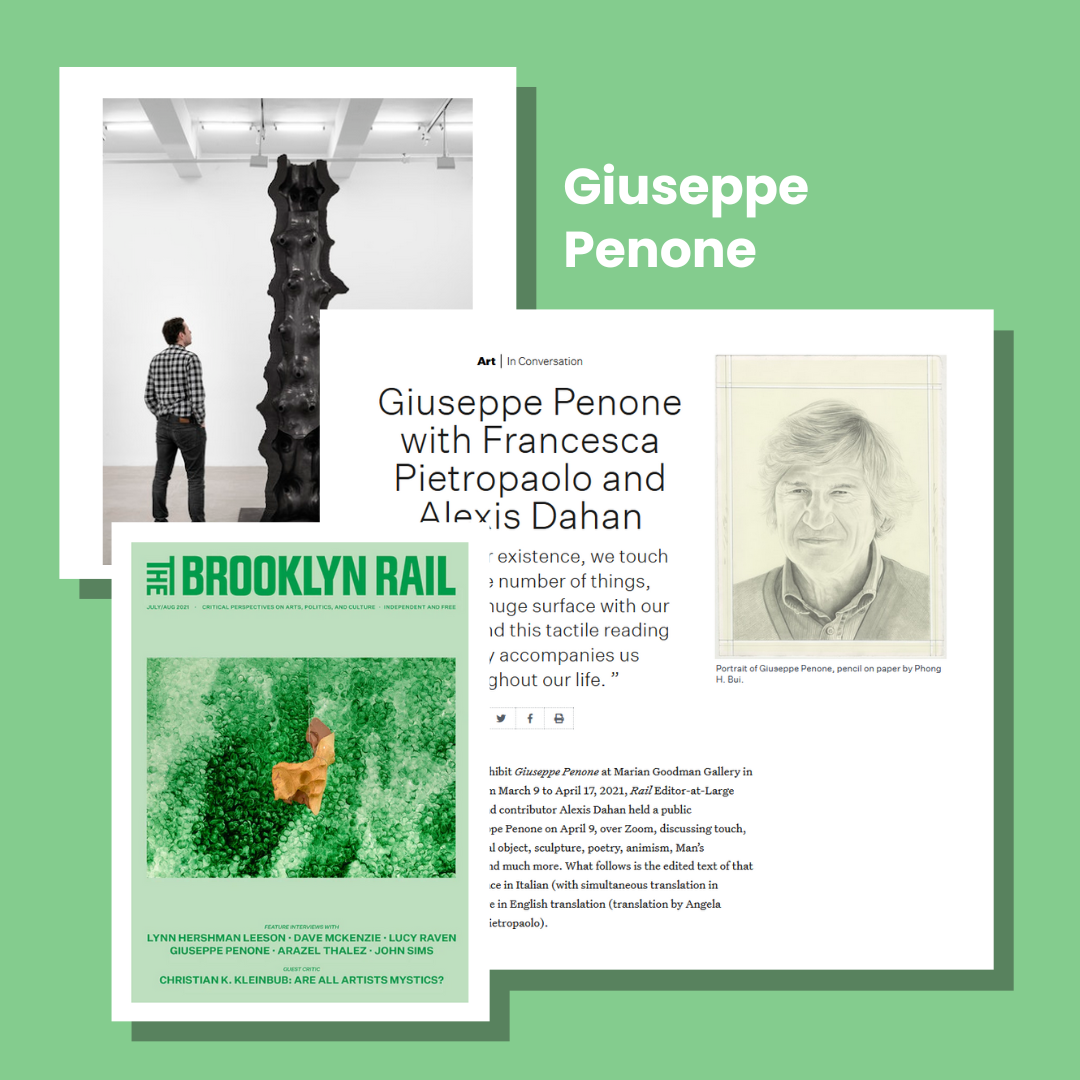 Giuseppe
Penone
Art | In Conversation
Giuseppe Penone
with Francesca
Pietropaolo and
Alexis Dahan
existence, we touch
number of things,
huge surface with our
nd this tactile reading
accompanies us
ghout our life. ”
Portrait of Giuseppe Penone, pencil on paper by Phong
H. Bui.
hibit Giuseppe Penone at Marian Goodman Gallery in
March 9 to April 17, 2021, Rail Editor-at-Large
d contributor Alexis Dahan held a public
pe Penone on April 9, over Zoom, discussing touch,
l object, sculpture, poetry, animism, Man’s
nd much more. What follows is the edited text of that
ce in Italian (with simultaneous translation in
e in English translation (translation by Angela
ietropaolo).
THE BROOKLYN RAIL
JULY/AUG 2021 · CRITICAL PERSPECTIVES ON ARTS, POLITICS, AND CULTURE · INDEPENDENT AND FREE
FEATURE INTERVIEWS WITH
LYNN HERSHMAN LEESON · DAVE MCKENZIE · LUCY RAVEN
GIUSEPPE PENONE · ARAZEL THALEZ · JOHN SIMS
GUEST CRITIC
CHRISTIAN K. KLEINBUB: ARE ALL ARTISTS MYSTICS?